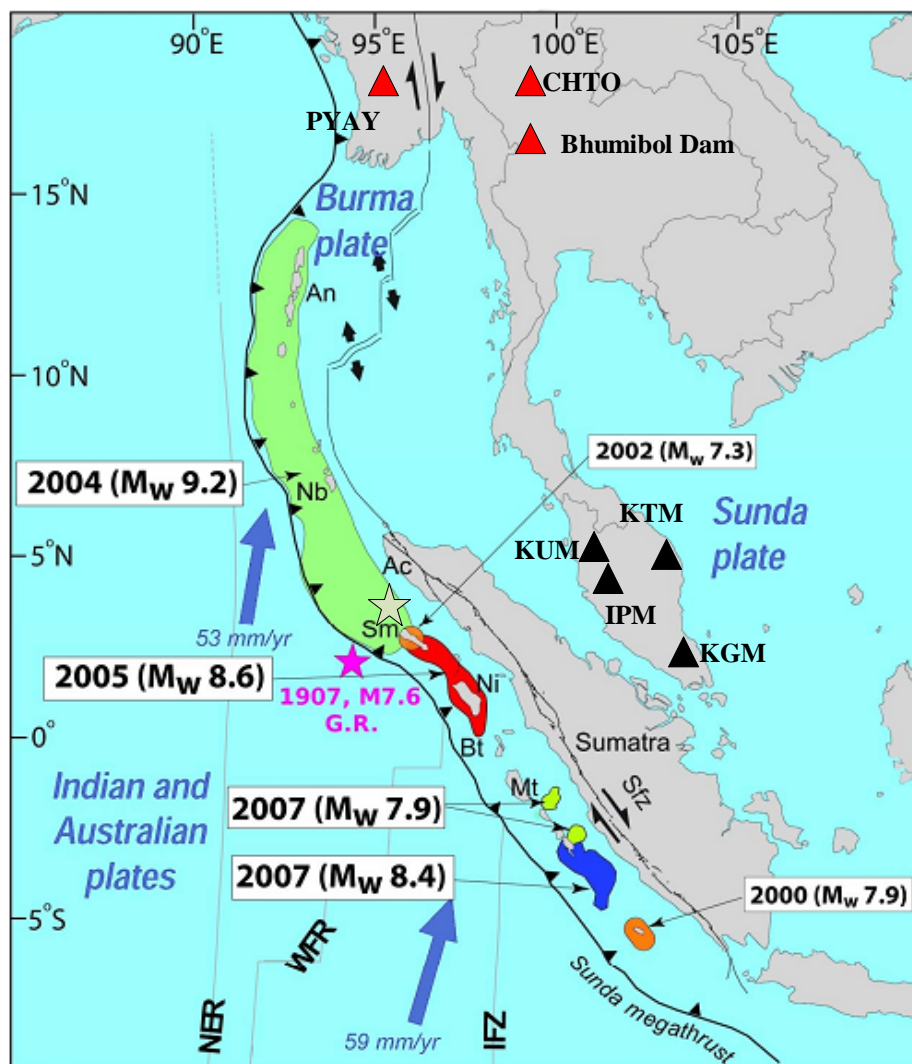 90°E
95°E
100°E
105°E
CHTO
PYAY
Bhumibol Dam
15°N
Burma
plate
An
10°N
2002 (Mw 7.3)
2004 (Mw 9.2)
Nb
KTM
Sunda
plate
5°N
KUM
Ac
IPM
53 mm/yr
Sm
KGM
2005 (Mw 8.6)
1907, M7.6
G.R.
Ni
0°
Bt
Sumatra
Sfz
Indian and
Australian
plates
Mt
2007 (Mw 7.9)
2007 (Mw 8.4)
2000 (Mw 7.9)
5°S
WFR
NER
59 mm/yr
IFZ
Sunda megathrust